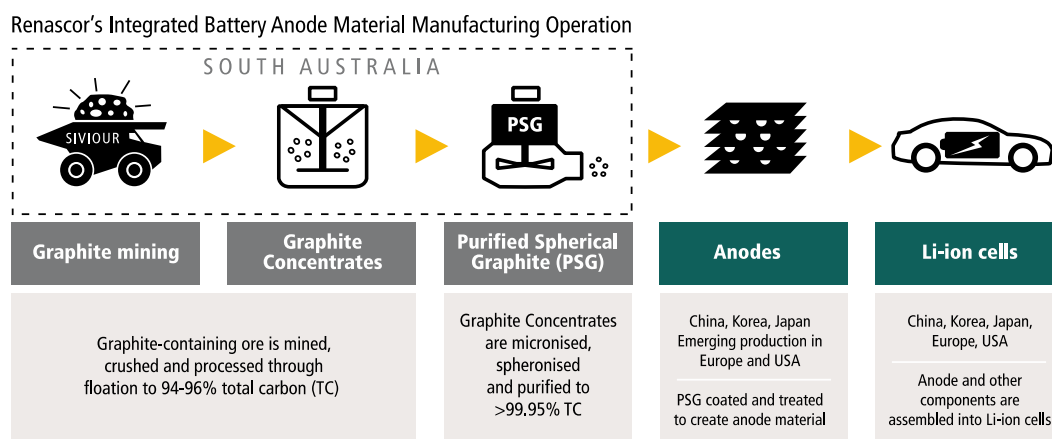 Renascor's Integrated Battery Anode Material Manufacturing Operation
SOUTH AUSTRALIA
SIVIOUR
PSG
Graphite mining
Graphite
Concentrates
Purified Spherical
Graphite (PSG)
Anodes
Li-ion cells
Graphite-containing ore is mined,
crushed and processed through
floation to 94-96% total carbon (TC)
Graphite Concentrates
are micronised,
spheronised
and purified to
>99.95% TC
China, Korea, Japan
Emerging production in
Europe and USA
PSG coated and treated
to create anode material
China, Korea, Japan,
Europe, USA
Anode and other
components are
assembled into Li-ion cells